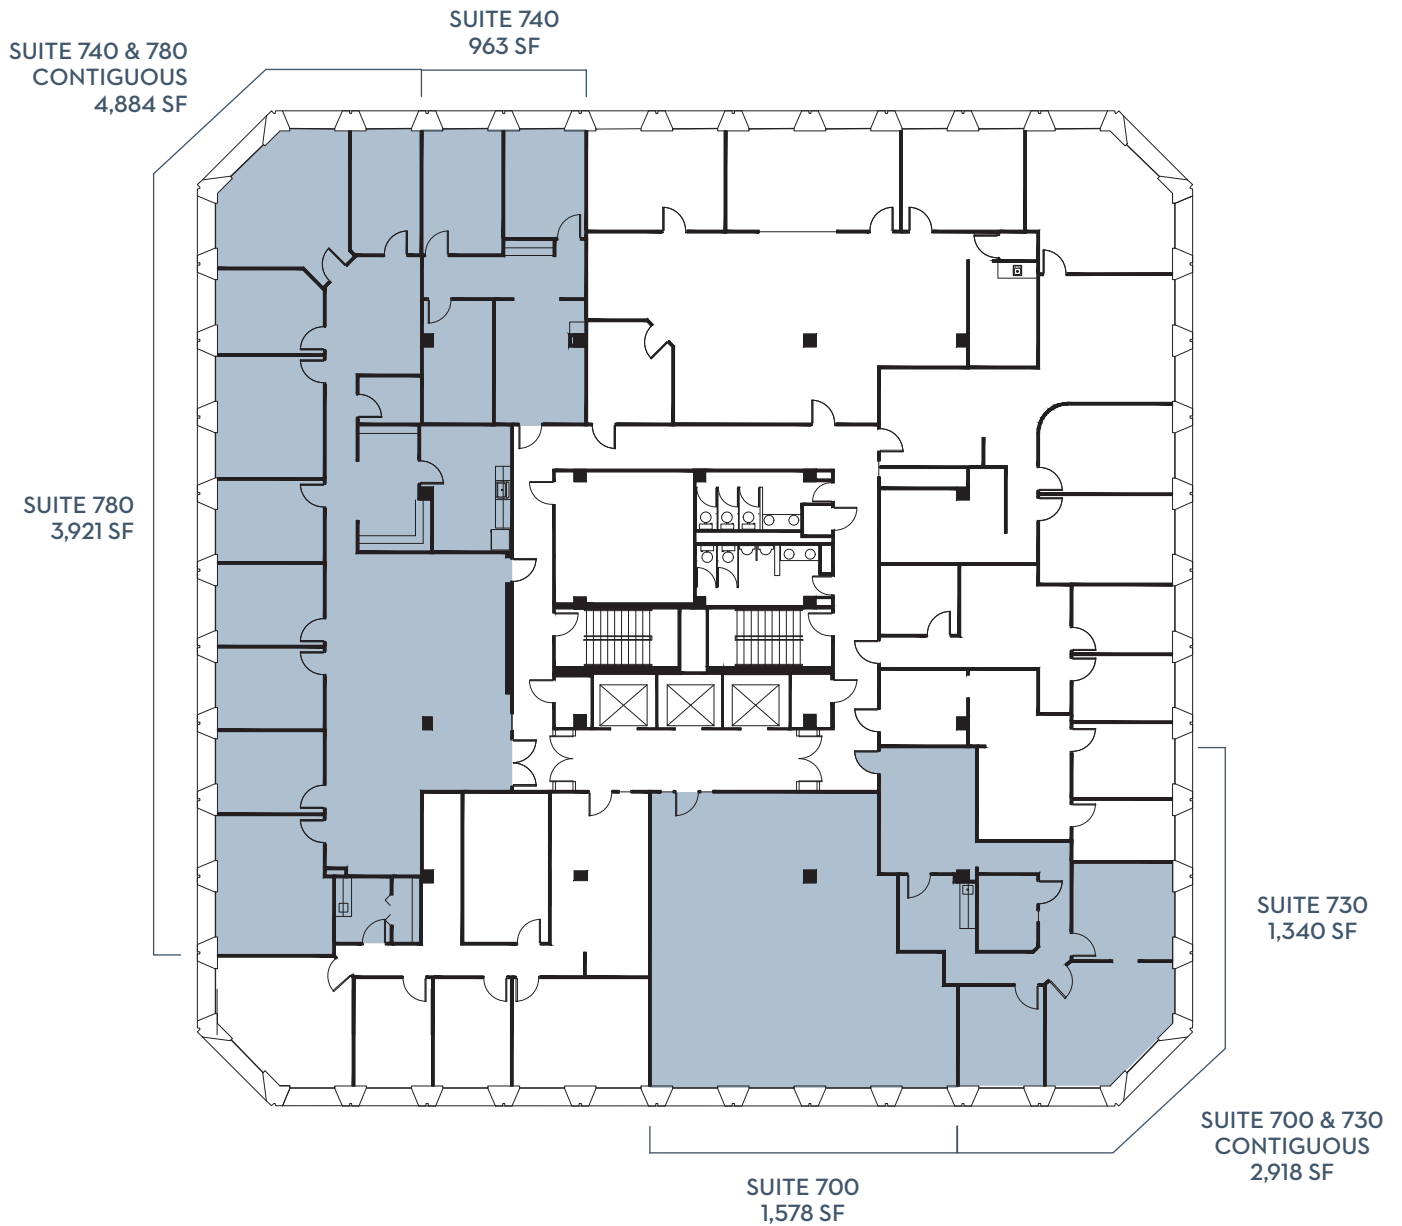 SUITE 740
963 SF
SUITE 740 & 780
CONTIGUOUS
4,884 SF
SUITE 780
3,921 SF
SUITE 730
1,340 SF
SUITE 700 & 730
CONTIGUOUS
2,918 SF
SUITE 700
1,578 SF